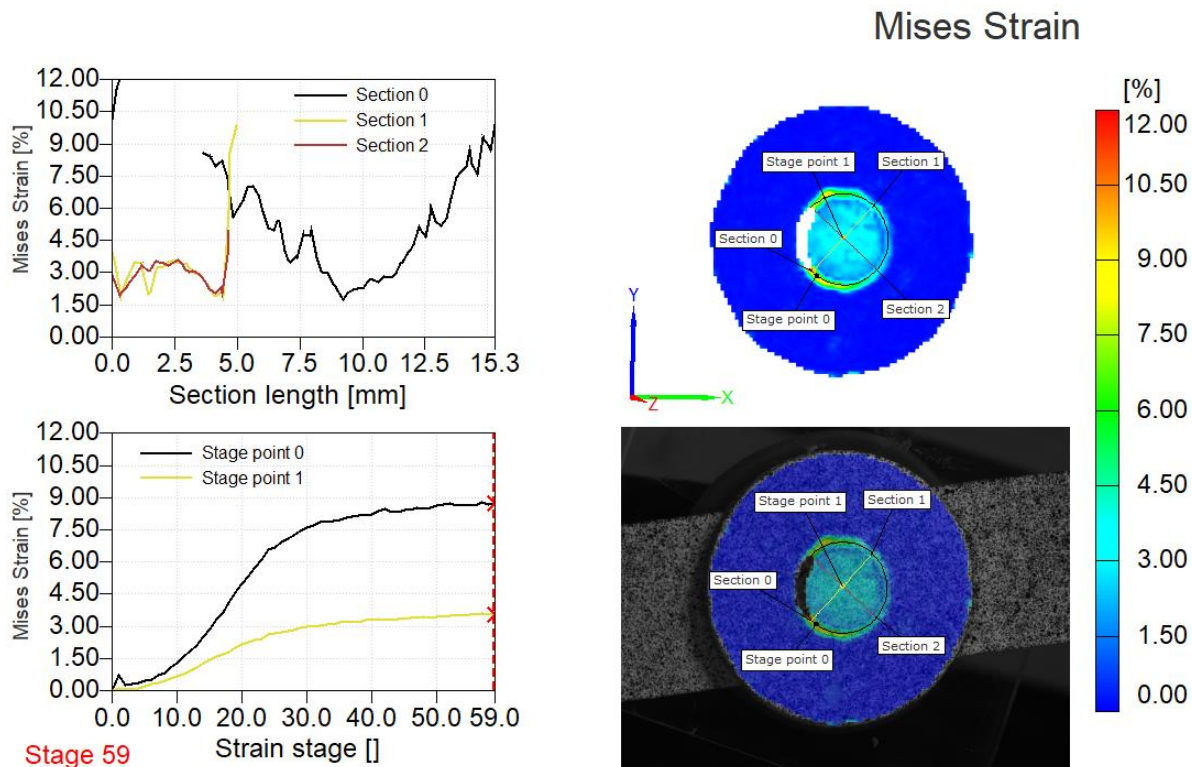 Mises Strain
12.00
10.50
9.00
7.50
6.00
4.50
3.00
1.50
0.00
Mises Strain [%]
Section 0
Section 1
Section 2
0.0 2.5 5.0 7.5 10.0 12.5 15.3
Section length [mm]
Stage point 1
Section 1
Section 0
Stage point 0
Section 2
Y
X
Z
[%]
12.00
10.50
9.00
7.50
6.00
4.50
3.00
1.50
0.00
12.00
10.50
9.00
7.50
6.00
4.50
3.00
1.50
0.00
Mises Strain [%]
Stage point 0
Stage point 1
0.0 10.0 20.0 30.0 40.0 50.0 59.0
Strain stage []
Stage 59
Stage point 1
Section 1
Section 0
Stage point 0
Section 2